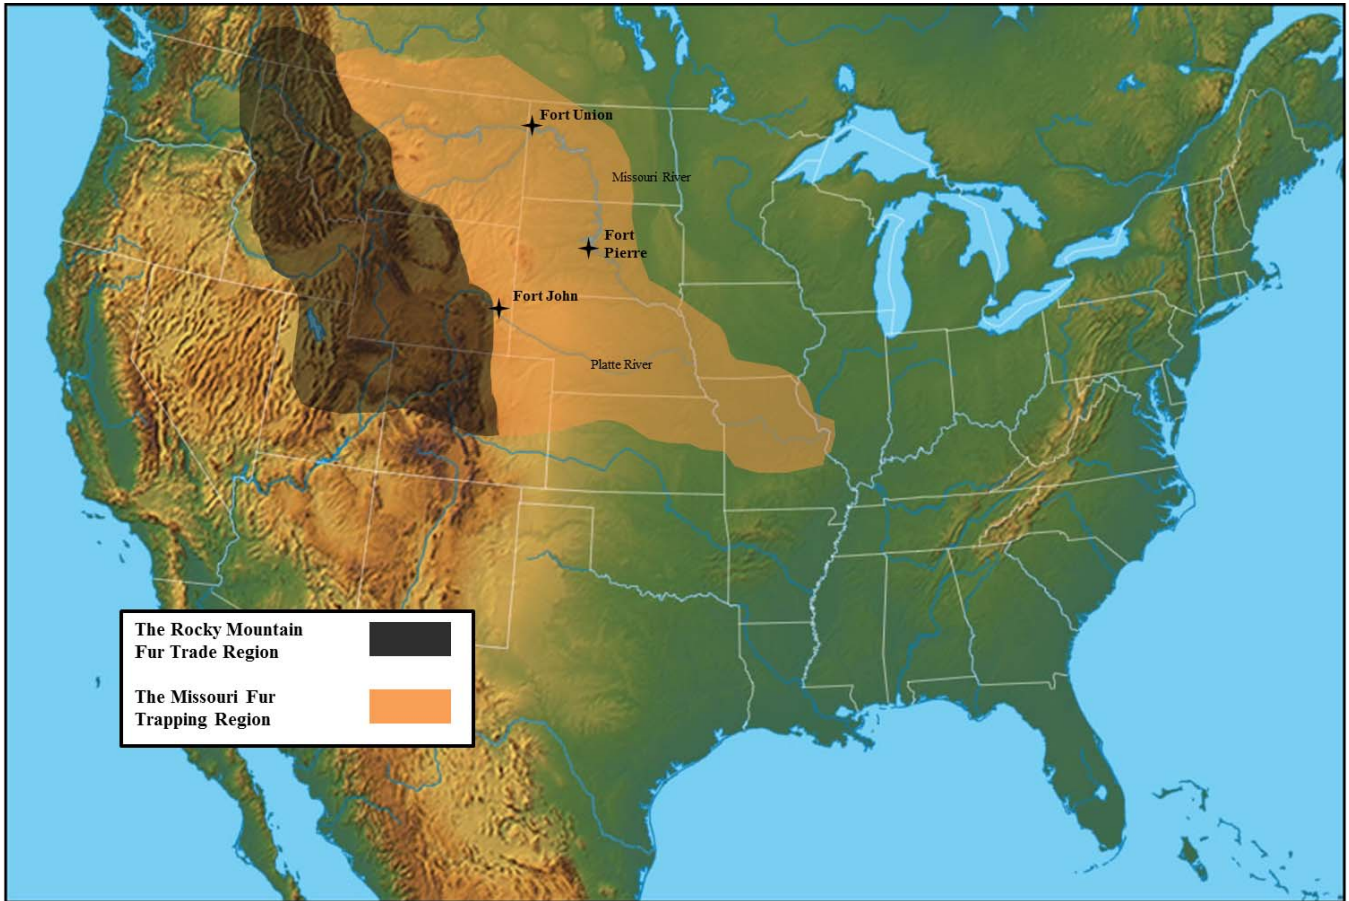 Fort Union
Missouri River
Fort
Pierre
Fort John
Platte River
The Rocky Mountain
Fur Trade Region
The Missouri Fur
Trapping Region